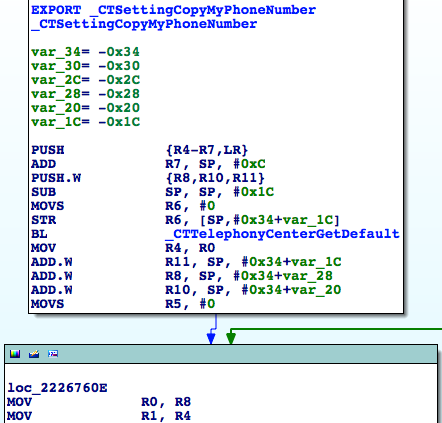 EXPORT _CTSettingCopyMyPhoneNumber
_CTSettingCopyMyPhoneNumber
var_34= -0x34
var_30= -0x30
var_2C= -0x2C
var_28= -0x28
var_20= -0x20
var_1C= -0x1C
PUSH {R4-R7,LR}
ADD R7, SP, #0xC
PUSH.W {R8,R10,R11}
SUB SP, SP, #0x1C
MOVS R6, #0
STR R6, [SP,#0x34+var_1C]
BL _CTTelephonyCenterGetDefault
MOV R4, R0
ADD.W R11, SP, #0x34+var_1C
ADD.W R8, SP, #0x34+var_28
ADD.W R10, SP, #0x34+var_20
MOVS R5, #0
loc_2226760E
MOV R0, R8
MOV R1, R4